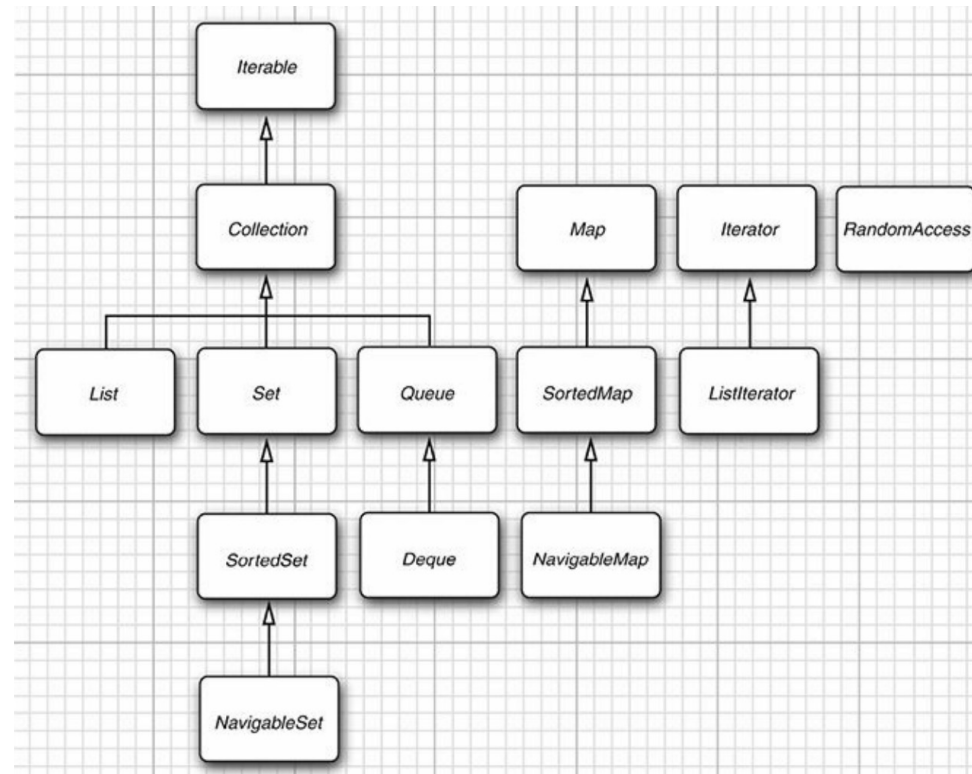 Iterable
Collection
Map
Iterator
RandomAccess
List
Set
Queue
SortedMap
ListIterator
SortedSet
Deque
NavigableMap
NavigableSet